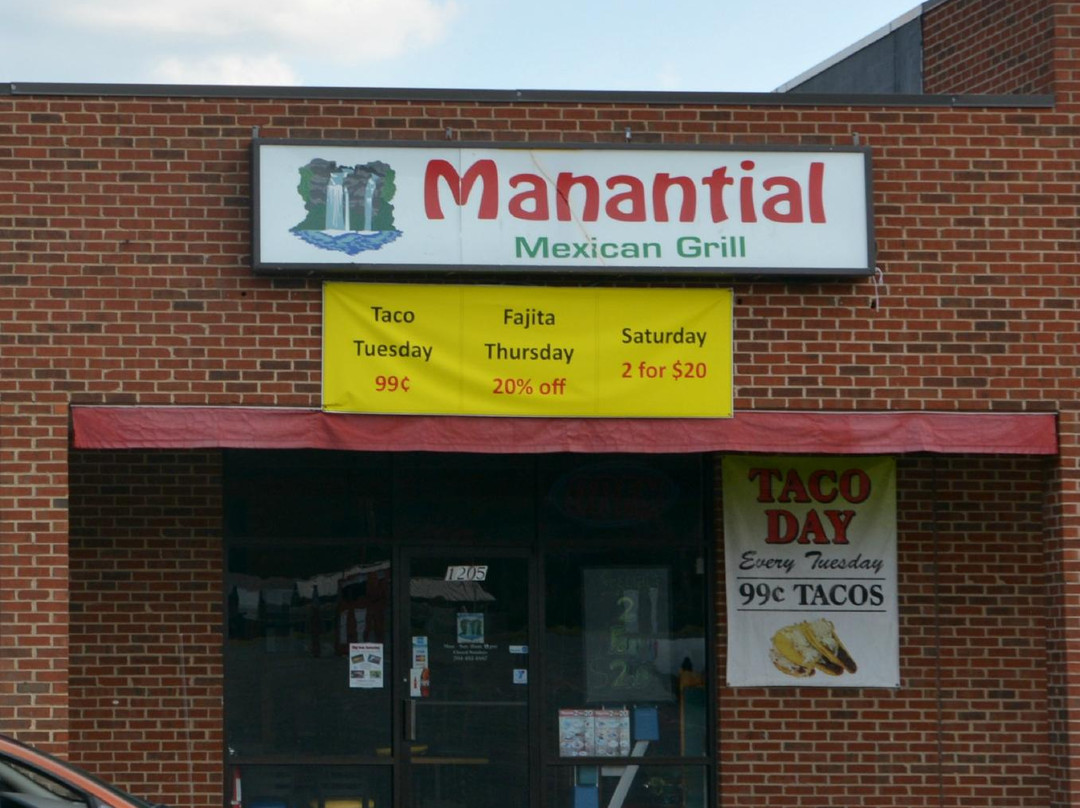 Manantial
Mexican Grill
Taco
Tuesday
99¢
Fajita
Thursday
20% off
Saturday
2 for $20
TACO
DAY
Every Tuesday
99¢ TACOS
1205